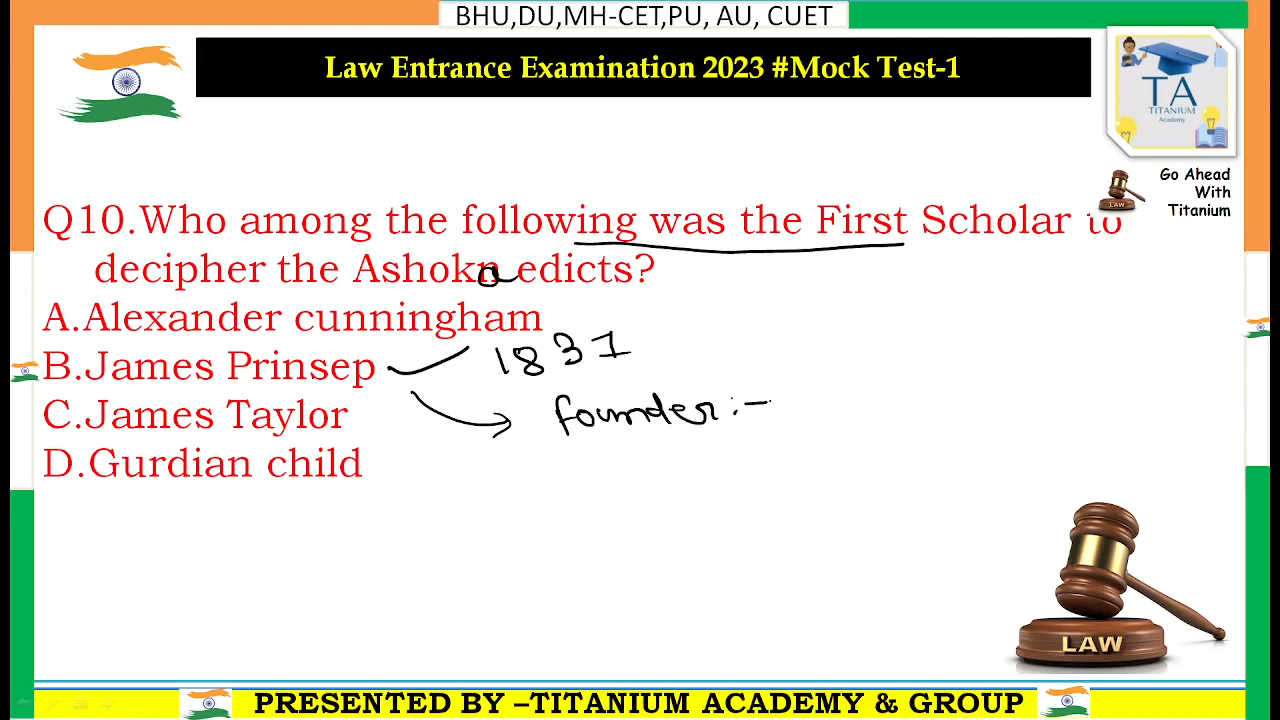 BHU,DU,MH-CET,PU, AU, CUET
Law Entrance Examination 2023 #Mock Test-1
TA
TITANIUM
Academy
LAW
Go Ahead
With
Titanium
Q10.Who among the following was the First Scholar to
decipher the Ashokn edicts?
a
A.Alexander cunningham
B.James Prinsep 1837
C.James Taylor founder:-
D.Gurdian child
LAW
PRESENTED BY –TITANIUM ACADEMY & GROUP